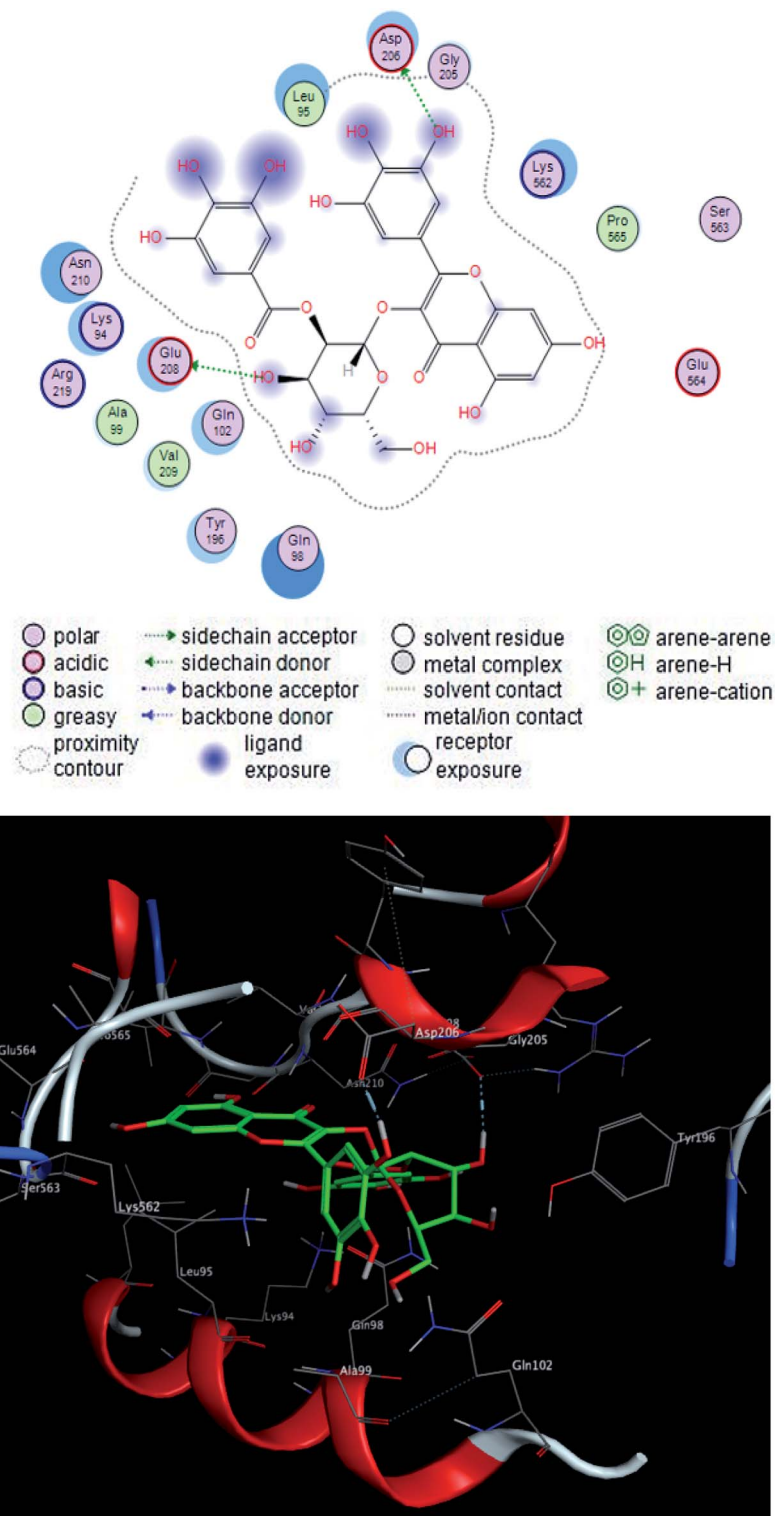 Asp
206
Gly
205
Leu
95
HO
OH
HO
OH
HO
HO
HO
Lys
562
Pro
565
Ser
563
Asn
210
Lys
94
Arg
219
Glu
208
Ala
99
Val
209
Gln
102
Tyr
196
Gln
98
Glu
564
O
O
O
O
O
O
H
HO
HO
OH
OH
HO
polar
acidic
basic
greasy
proximity
contour
sidechain acceptor
sidechain donor
backbone acceptor
backbone donor
ligand
exposure
solvent residue
metal complex
solvent contact
metal/ion contact
receptor
exposure
arene-arene
H arene-H
+ arene-cation
Asp206
Gly205
Glu564
Asn210
Tyr196
Ser563
Lys562
Leu95
Lys94
Gln98
Ala99
Gln102